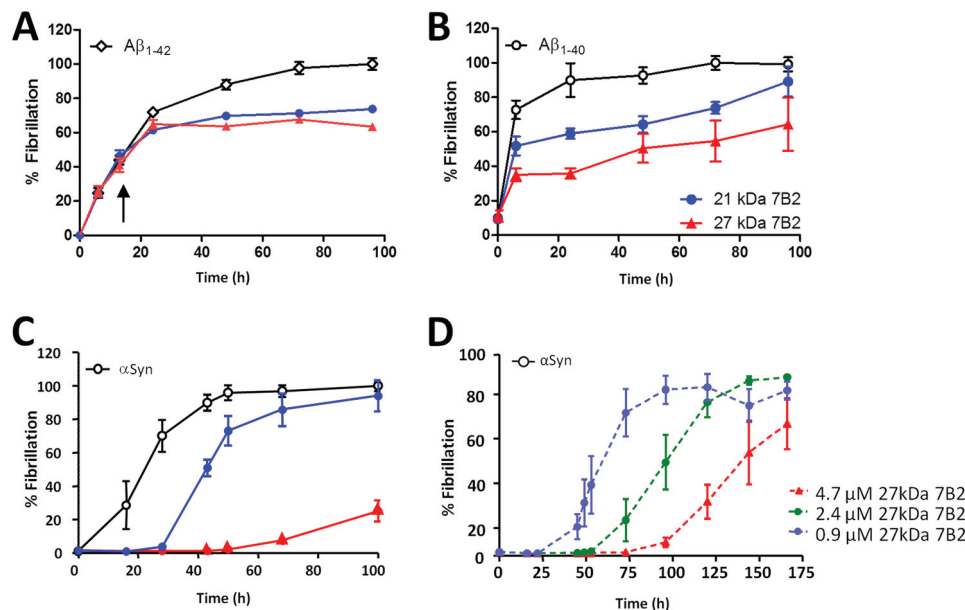 A
Aβ1-42
% Fibrillation
120
100
80
60
40
20
0
0 20 40 60 80 100
Time (h)
B
Aβ1-40
% Fibrillation
120
100
80
60
40
20
0
21 kDa 7B2
27 kDa 7B2
0 20 40 60 80 100
Time (h)
C
αSyn
% Fibrillation
120
100
80
60
40
20
0
0 20 40 60 80 100
Time (h)
D
αSyn
% Fibrillation
100
80
60
40
20
0
4.7 µM 27kDa 7B2
2.4 µM 27kDa 7B2
0.9 µM 27kDa 7B2
0 25 50 75 100 125 150 175
Time (h)